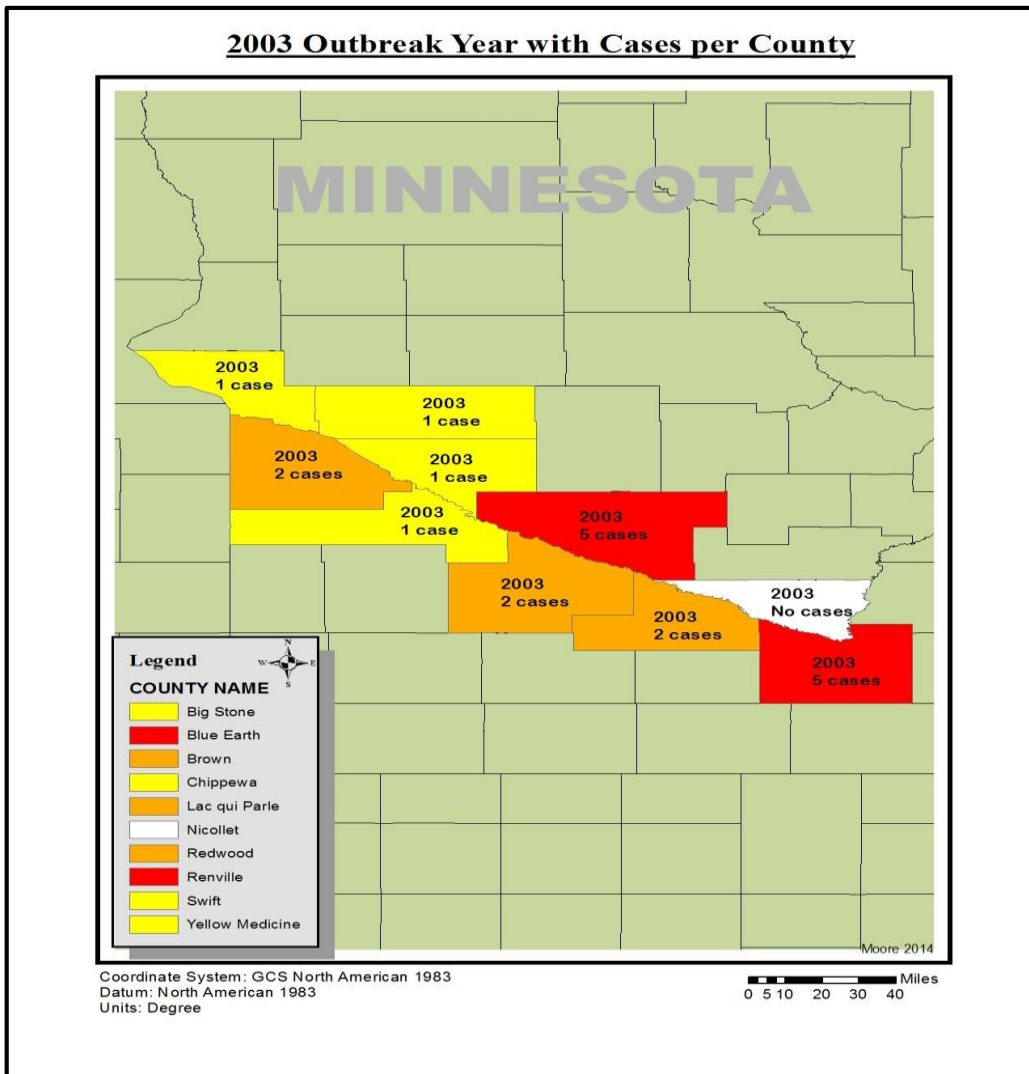 2003 Outbreak Year with Cases per County
MINNESOTA
2003
1 case
2003
1 case
2003
2 cases
2003
1 case
2003
1 case
2003
5 cases
2003
2 cases
2003
2 cases
2003
No cases
2003
5 cases
Legend
N
W E
S
COUNTY NAME
Big Stone
Blue Earth
Brown
Chippewa
Lac qui Parle
Nicollet
Redwood
Renville
Swift
Yellow Medicine
Moore 2014
Coordinate System: GCS North American 1983
Datum: North American 1983
Units: Degree
Miles
0 5 10 20 30 40